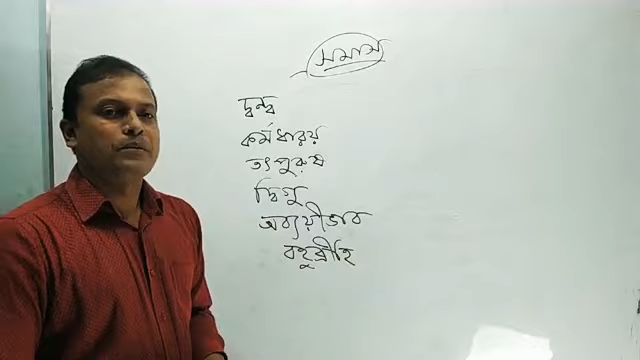 সমাস
দ্বন্দ্ব
কর্মধারয়
তৎপুরুষ
দ্বিগু
অব্যয়ীভাব
বহুব্রীহি